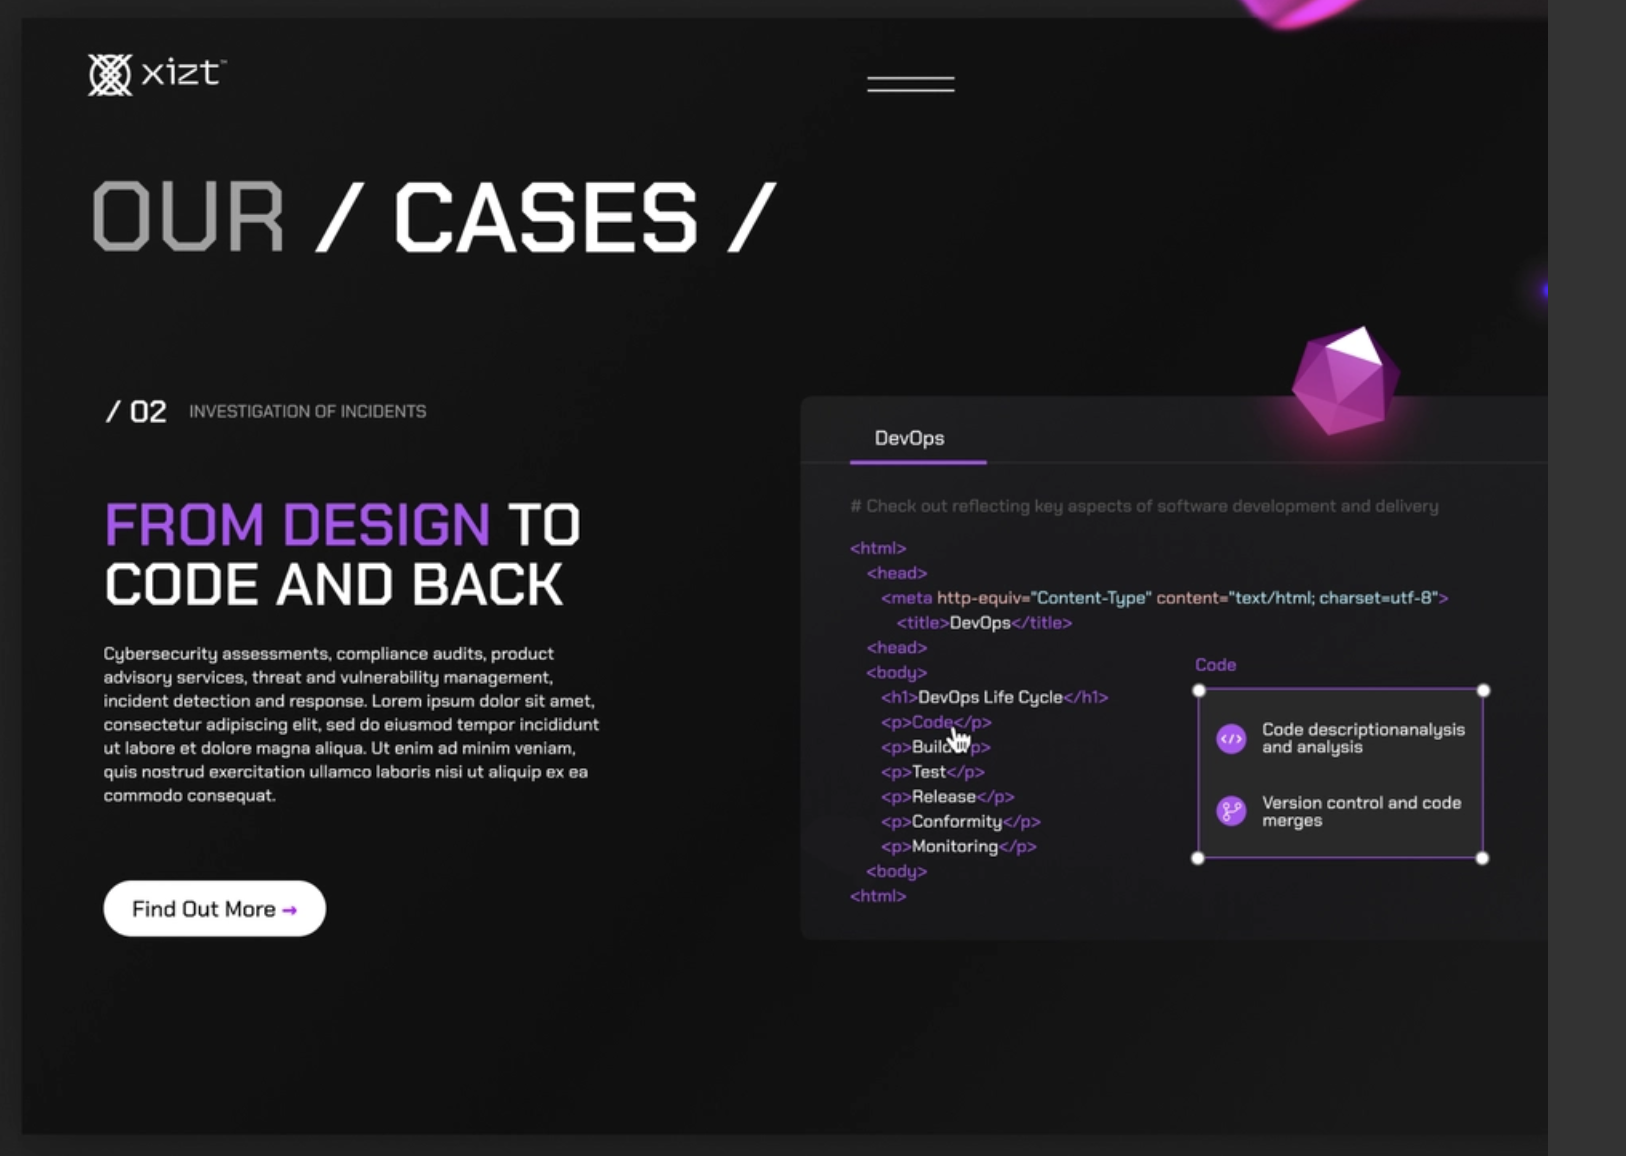 xizt™
OUR / CASES /
/ 02 INVESTIGATION OF INCIDENTS
FROM DESIGN TO
CODE AND BACK
Cybersecurity assessments, compliance audits, product
advisory services, threat and vulnerability management,
incident detection and response. Lorem ipsum dolor sit amet,
consectetur adipiscing elit, sed do eiusmod tempor incididunt
ut labore et dolore magna aliqua. Ut enim ad minim veniam,
quis nostrud exercitation ullamco laboris nisi ut aliquip ex ea
commodo consequat.
Find Out More →
DevOps
# Check out reflecting key aspects of software development and delivery
<html>
<head>
<meta http-equiv="Content-Type" content="text/html; charset=utf-8">
<title>DevOps</title>
<head>
<body>
<h1>DevOps Life Cycle</h1>
<p>Code</p>
<p>Build</p>
<p>Test</p>
<p>Release</p>
<p>Conformity</p>
<p>Monitoring</p>
<body>
<html>
Code
</> Code descriptionanalysis
and analysis
Version control and code
merges